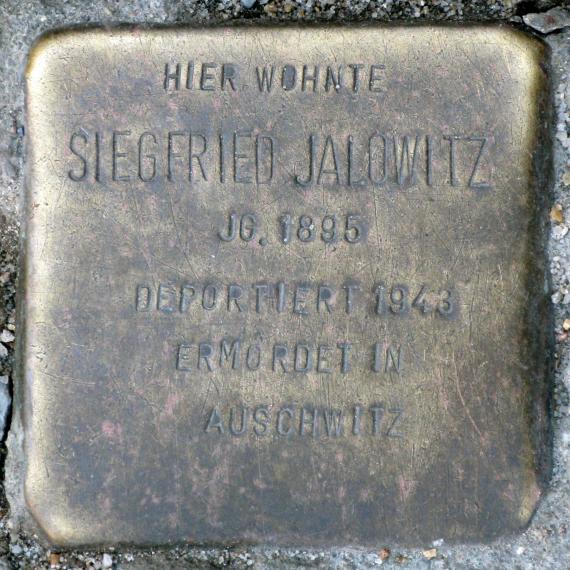 HIER WOHNTE
SIEGFRIED JALOWITZ
JG. 1895
DEPORTIERT 1943
ERMORDET IN
AUSCHWITZ